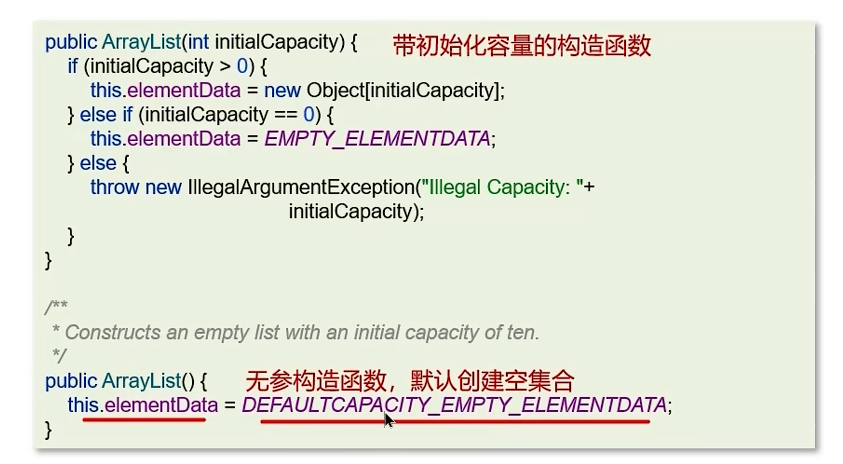 public ArrayList(int initialCapacity) { 带初始化容量的构造函数
if (initialCapacity > 0) {
this.elementData = new Object[initialCapacity];
} else if (initialCapacity == 0) {
this.elementData = EMPTY_ELEMENTDATA;
} else {
throw new IllegalArgumentException("Illegal Capacity: "+
initialCapacity);
}
}
/**
* Constructs an empty list with an initial capacity of ten.
*/
public ArrayList() { 无参构造函数，默认创建空集合
this.elementData = DEFAULTCAPACITY_EMPTY_ELEMENTDATA;
}